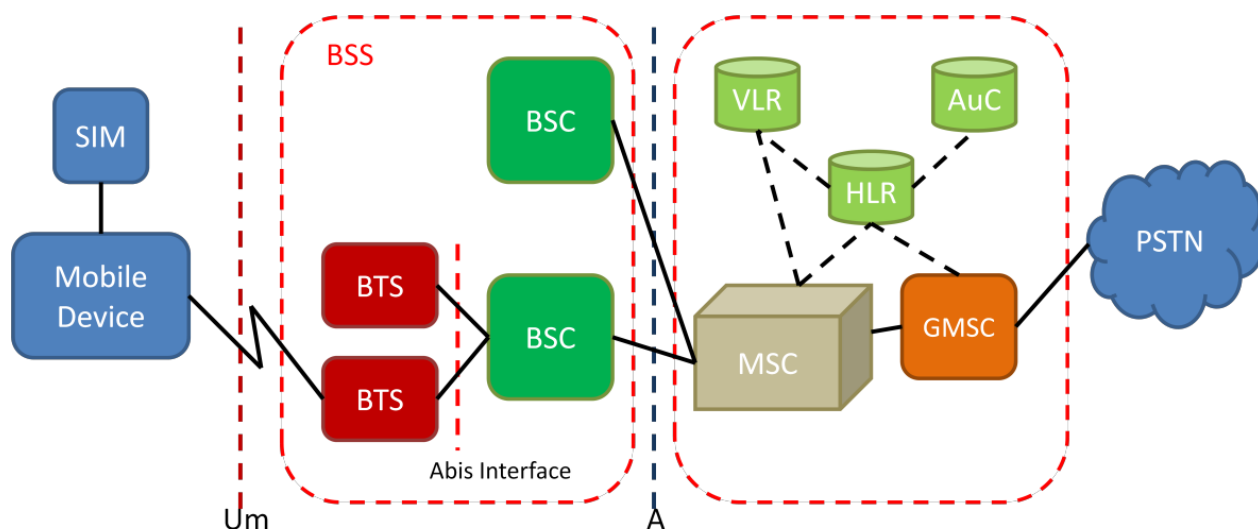 BSS
SIM
Mobile
Device
BTS
BTS
BSC
BSC
Abis Interface
Um
A
VLR
AuC
HLR
MSC
GMSC
PSTN